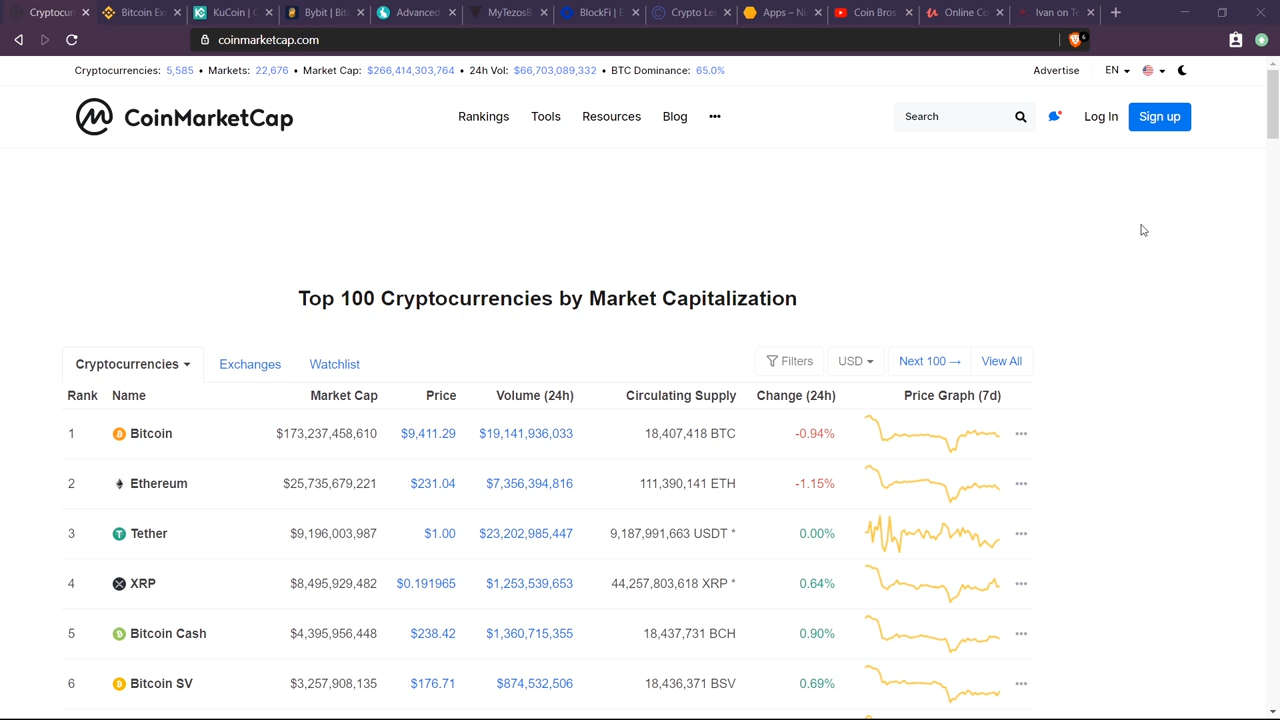 Cryptocur
Bitcoin Ex
KuCoin | C
Bybit | Bit
Advanced
MyTezosB
BlockFi | E
Crypto Le
Apps – Ni
Coin Bros
Online Co
Ivan on Te
coinmarketcap.com
6
Cryptocurrencies: 5,585 • Markets: 22,676 • Market Cap: $266,414,303,764 • 24h Vol: $66,703,089,332 • BTC Dominance: 65.0%
Advertise EN
CoinMarketCap
Rankings Tools Resources Blog •••
Search
Log In Sign up
Top 100 Cryptocurrencies by Market Capitalization
Cryptocurrencies Exchanges Watchlist Filters USD Next 100 → View All
Rank Name Market Cap Price Volume (24h) Circulating Supply Change (24h) Price Graph (7d)
1 Bitcoin $173,237,458,610 $9,411.29 $19,141,936,033 18,407,418 BTC -0.94%
2 Ethereum $25,735,679,221 $231.04 $7,356,394,816 111,390,141 ETH -1.15%
3 Tether $9,196,003,987 $1.00 $23,202,985,447 9,187,991,663 USDT * 0.00%
4 XRP $8,495,929,482 $0.191965 $1,253,539,653 44,257,803,618 XRP * 0.64%
5 Bitcoin Cash $4,395,956,448 $238.42 $1,360,715,355 18,437,731 BCH 0.90%
6 Bitcoin SV $3,257,908,135 $176.71 $874,532,506 18,436,371 BSV 0.69%